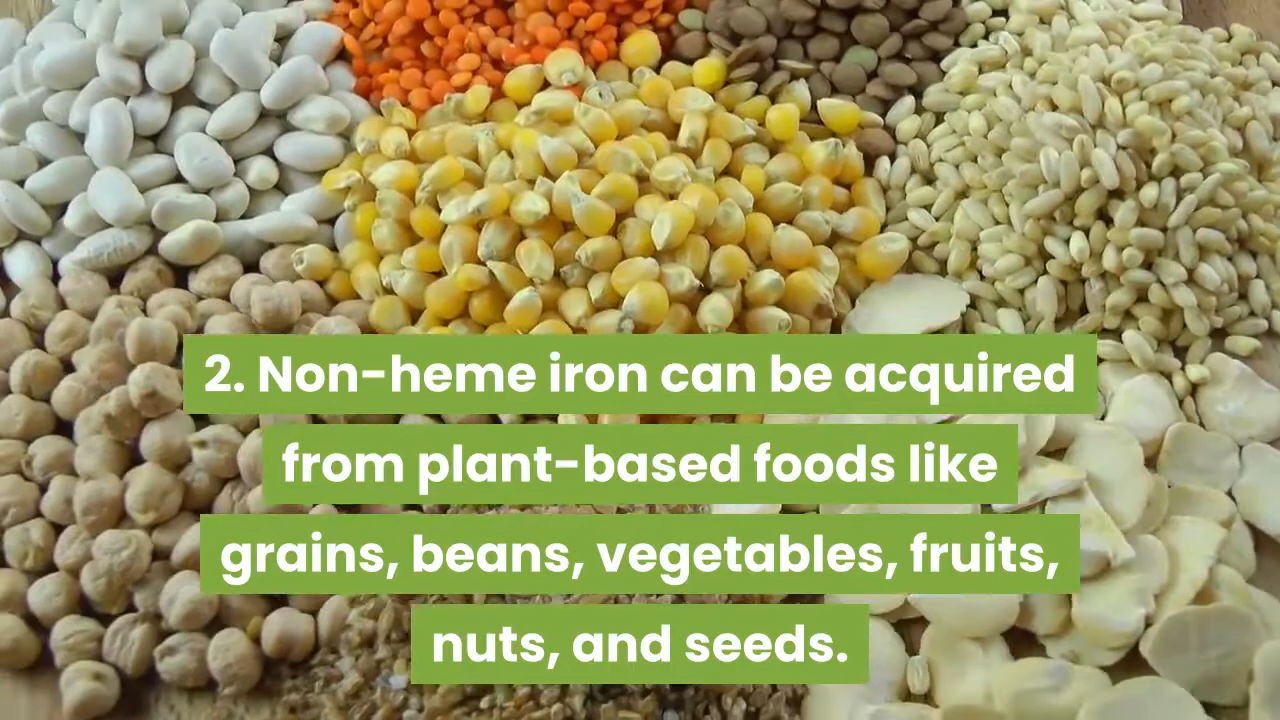 2. Non-heme iron can be acquired
from plant-based foods like
grains, beans, vegetables, fruits,
nuts, and seeds.